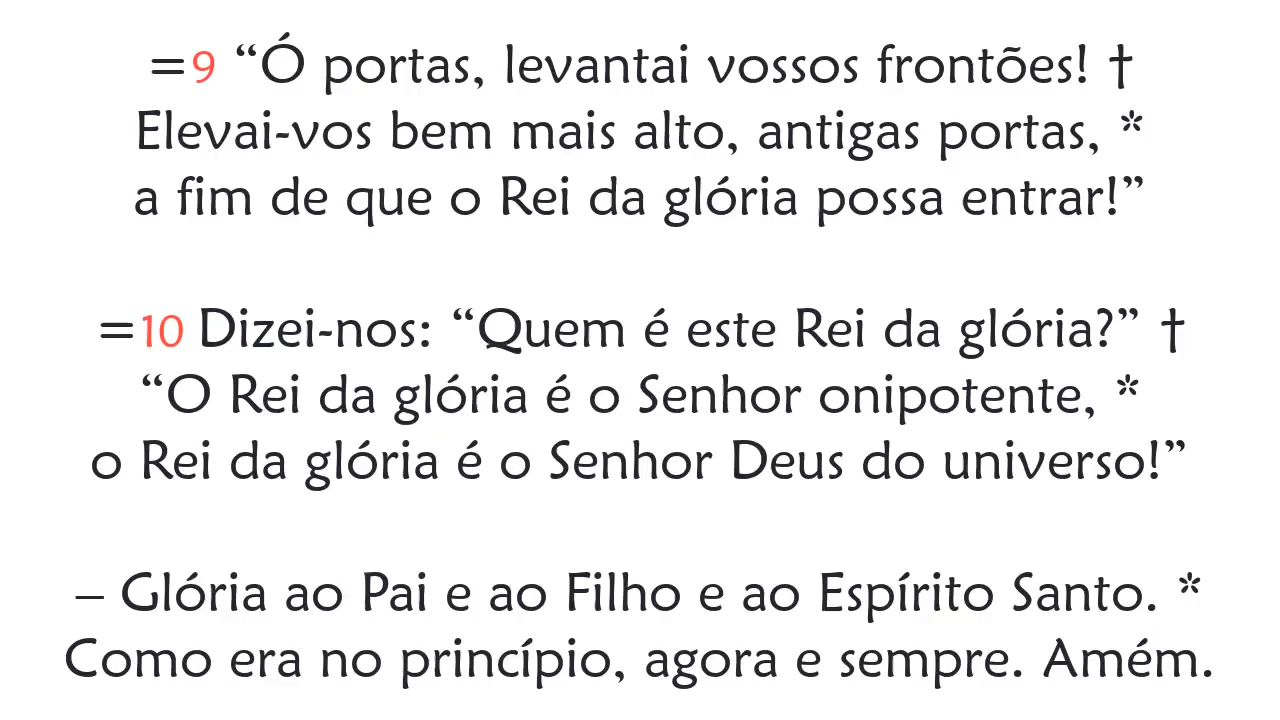 =9 “Ó portas, levantai vossos frontões! †
Elevai-vos bem mais alto, antigas portas, *
a fim de que o Rei da glória possa entrar!”
=10 Dizei-nos: “Quem é este Rei da glória?” †
“O Rei da glória é o Senhor onipotente, *
o Rei da glória é o Senhor Deus do universo!”
– Glória ao Pai e ao Filho e ao Espírito Santo. *
Como era no princípio, agora e sempre. Amém.